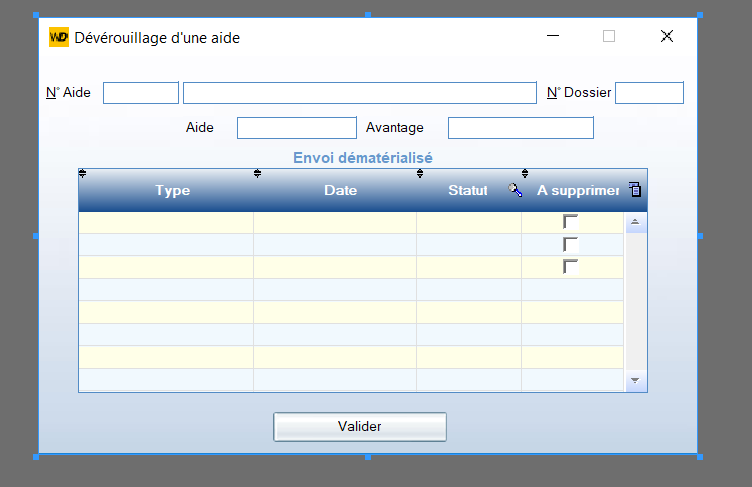 WD Dévérouillage d'une aide
N° Aide N° Dossier
Aide Avantage
Envoi dématérialisé
Type Date Statut A supprimer
Valider